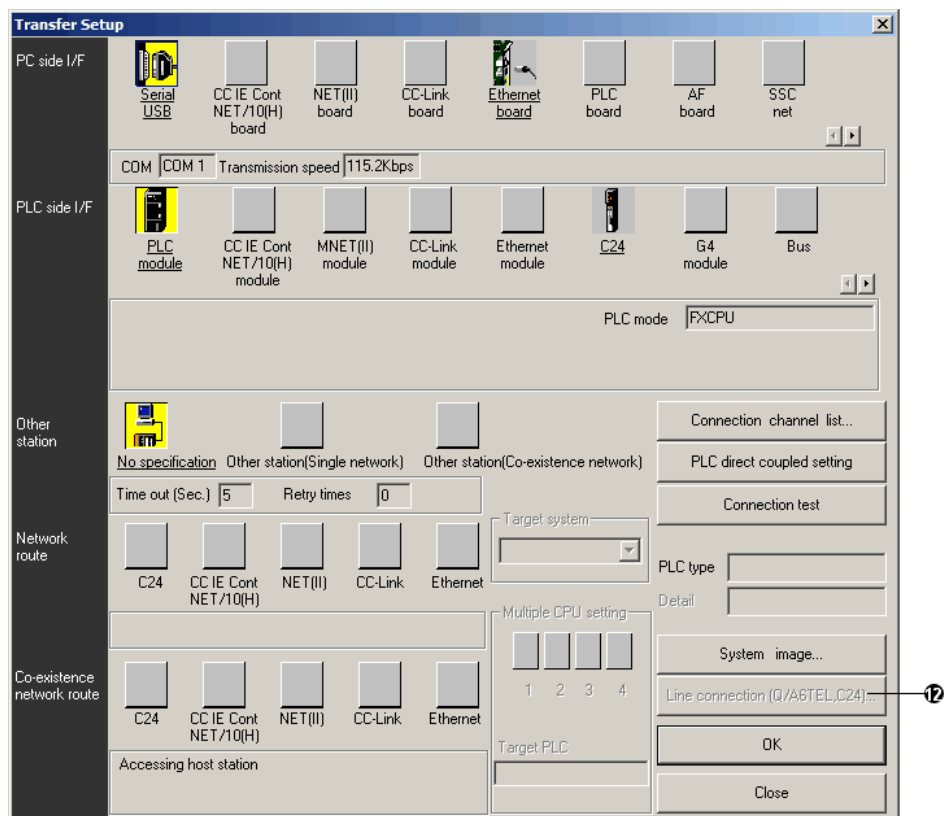 Transfer Setup
PC side I/F
Serial
USB
CC IE Cont
NET/10(H)
board
NET(II)
board
CC-Link
board
Ethernet
board
PLC
board
AF
board
SSC
net
COM COM 1 Transmission speed 115.2Kbps
PLC side I/F
PLC
module
CC IE Cont
NET/10(H)
module
MNET(II)
module
CC-Link
module
Ethernet
module
C24
G4
module
Bus
PLC mode FXCPU
Other
station
No specification
Other station(Single network)
Other station(Co-existence network)
Time out (Sec.) 5 Retry times 0
Connection channel list...
PLC direct coupled setting
Connection test
Network
route
C24
CC IE Cont
NET/10(H)
NET(II)
CC-Link
Ethernet
Target system
PLC type
Detail
Multiple CPU setting
1 2 3 4
Target PLC
System image...
Line connection (Q/A6TEL,C24)...
12
OK
Close
Co-existence
network route
C24
CC IE Cont
NET/10(H)
NET(II)
CC-Link
Ethernet
Accessing host station